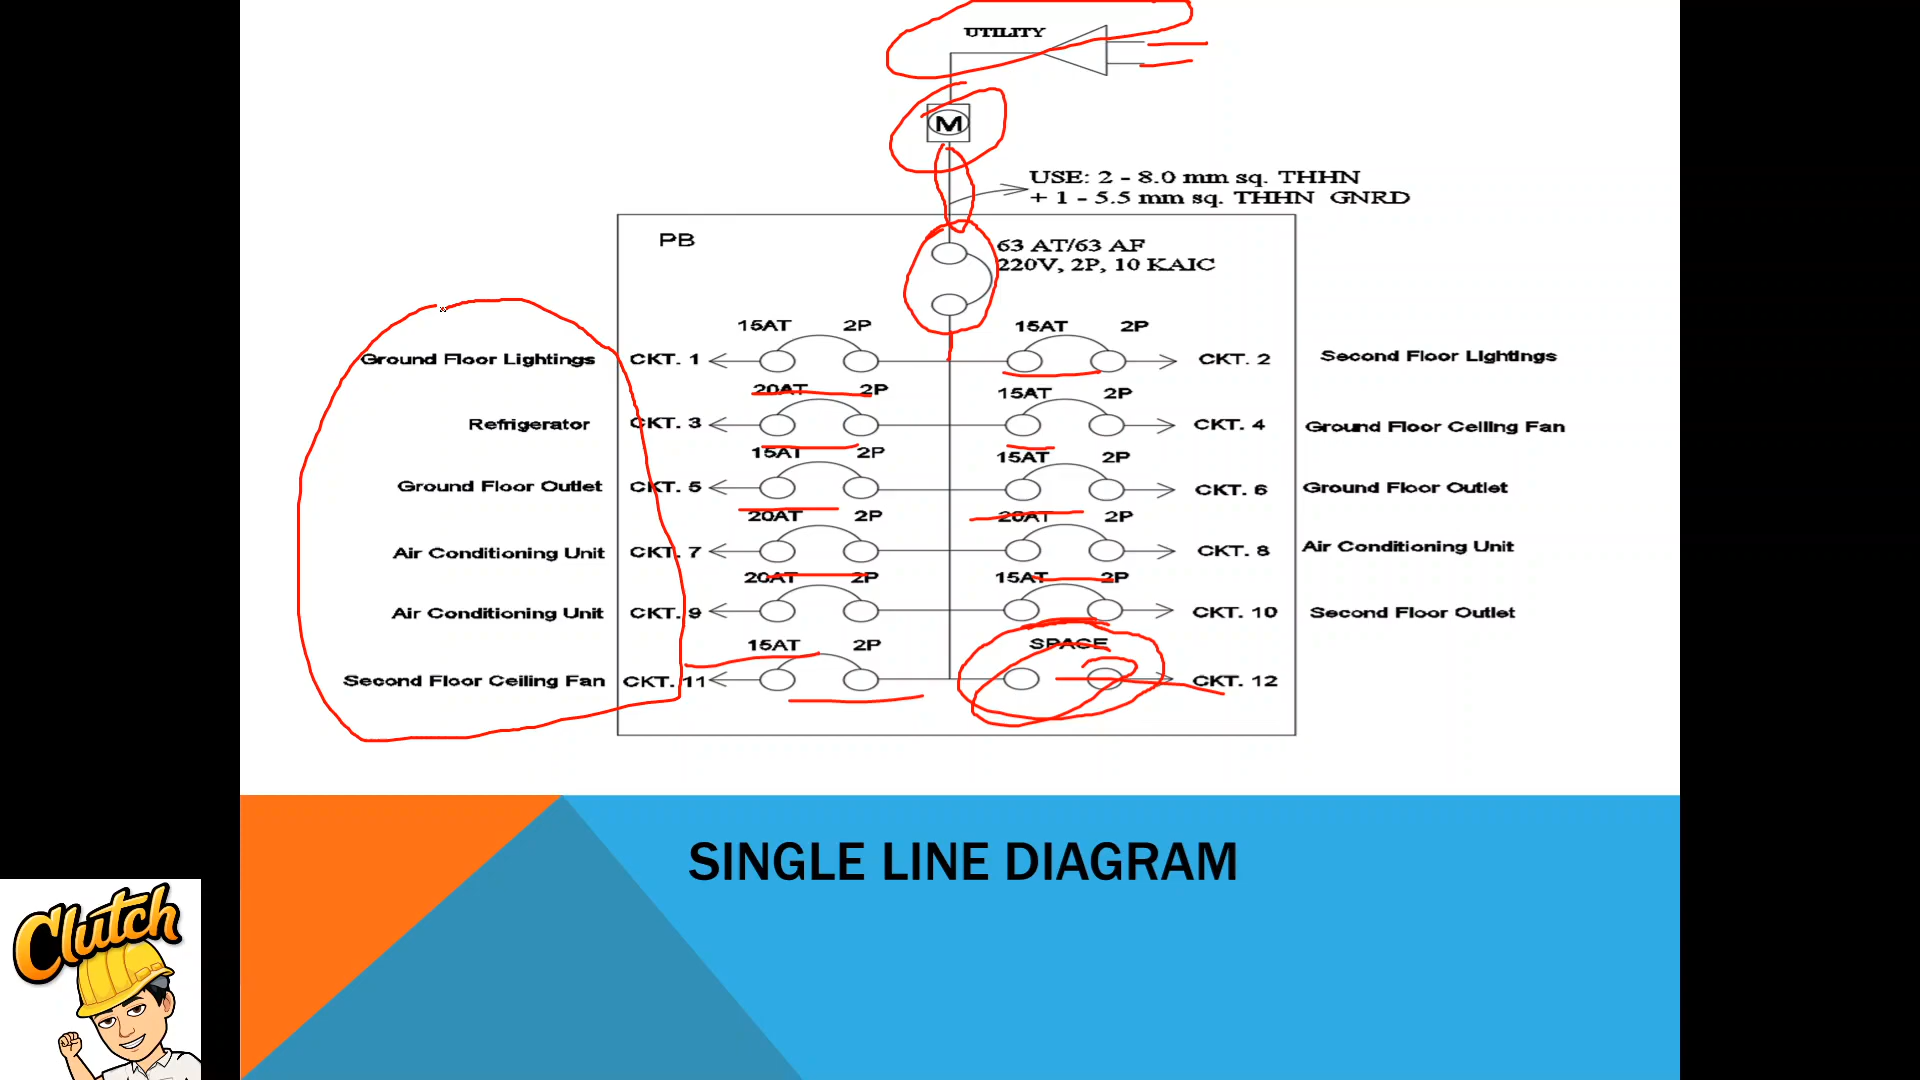 UTILITY
M
USE: 2 - 8.0 mm sq. THHN
+ 1 - 5.5 mm sq. THHN GNRD
PB
63 AT/63 AF
220V, 2P, 10 KAIC
15AT 2P 15AT 2P
Ground Floor Lightings CKT. 1 CKT. 2 Second Floor Lightings
20AT 2P 15AT 2P
Refrigerator CKT. 3 CKT. 4 Ground Floor Ceiling Fan
15AT 2P 15AT 2P
Ground Floor Outlet CKT. 5 CKT. 6 Ground Floor Outlet
20AT 2P 20AT 2P
Air Conditioning Unit CKT. 7 CKT. 8 Air Conditioning Unit
20AT 2P 15AT 2P
Air Conditioning Unit CKT. 9 CKT. 10 Second Floor Outlet
15AT 2P SPACE
Second Floor Ceiling Fan CKT. 11 CKT. 12
SINGLE LINE DIAGRAM
Clutch